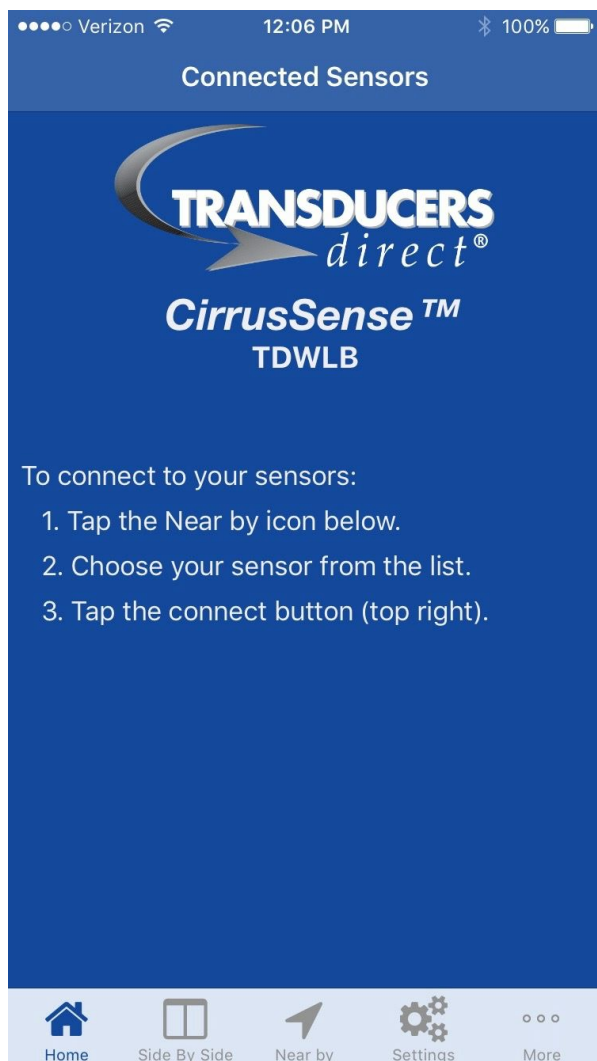 Verizon 12:06 PM 100%
Connected Sensors
TRANSDUCERS
direct®
CirrusSense™
TDWLB
To connect to your sensors:
1. Tap the Near by icon below.
2. Choose your sensor from the list.
3. Tap the connect button (top right).
Home Side By Side Near by Settings More